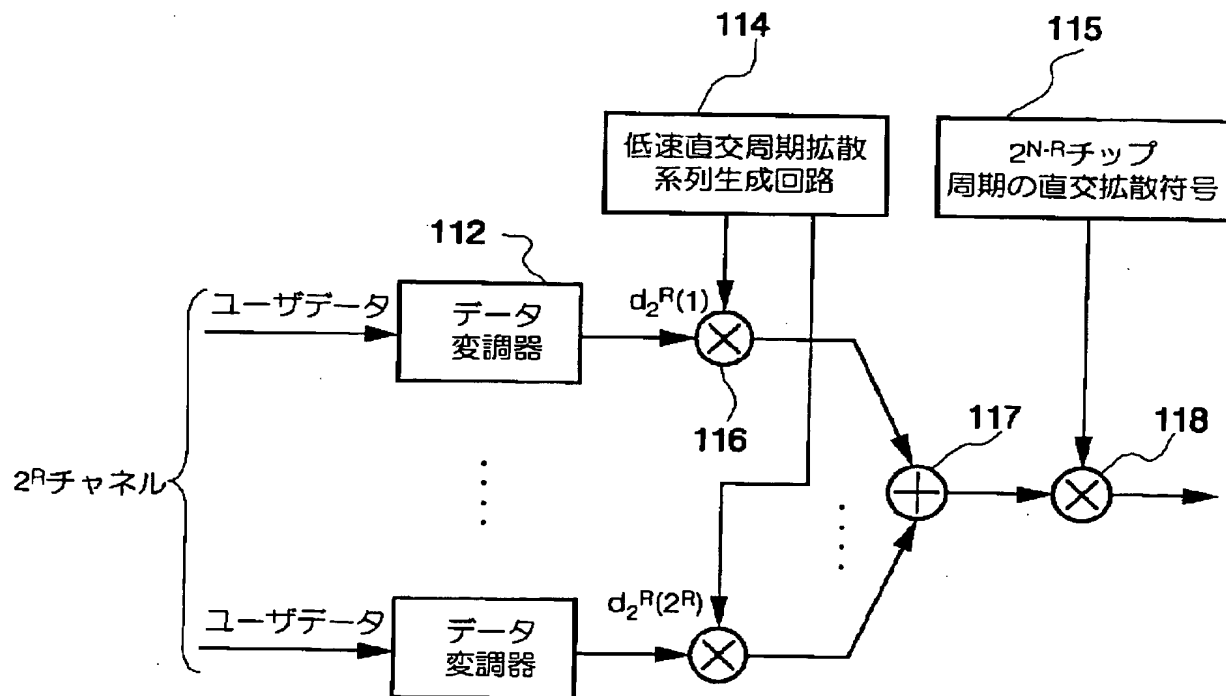 114
115
低速直交周期拡散
系列生成回路
2N-Rチップ
周期の直交拡散符号
112
ユーザデータ
データ
変調器
d2R(1)
116
117
118
2Rチャネル
ユーザデータ
データ
変調器
d2R(2R)